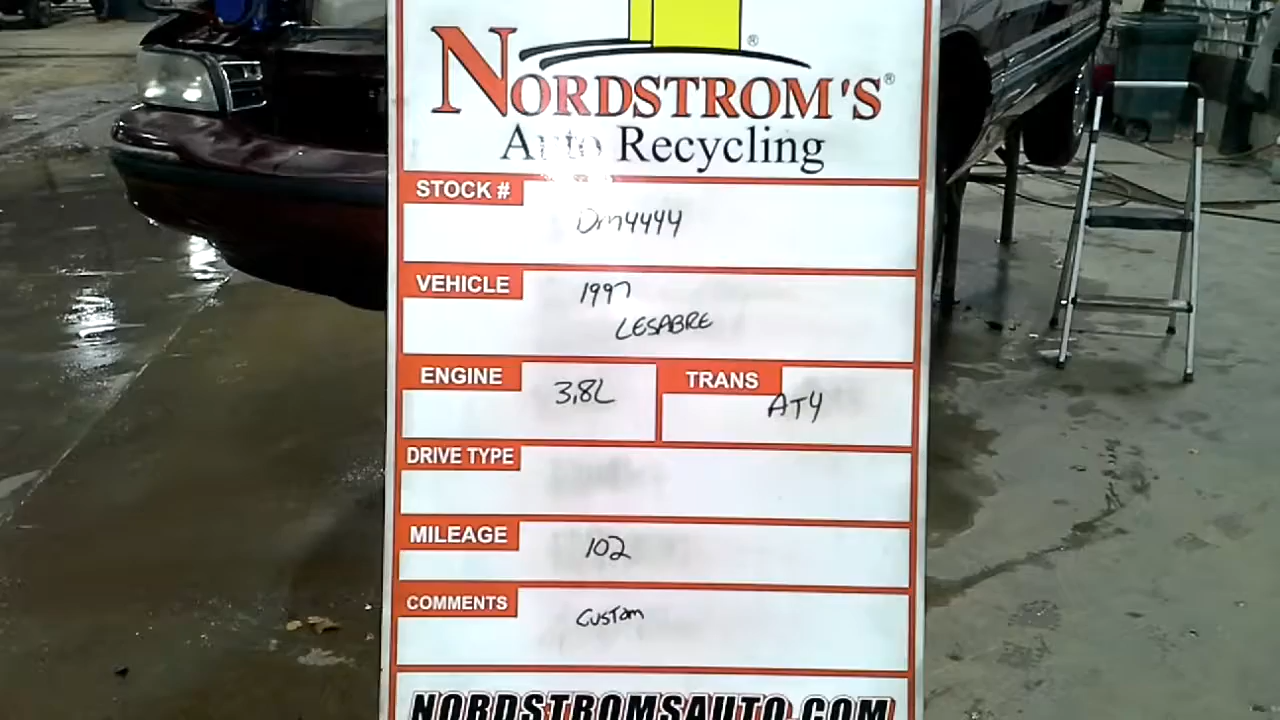 NORDSTROM'S®
Auto Recycling
STOCK #
Dm4444
VEHICLE
1997
LESABRE
ENGINE
3.8L
TRANS
AT4
DRIVE TYPE
MILEAGE
102
COMMENTS
Custom
NORDSTROMSAUTO.COM